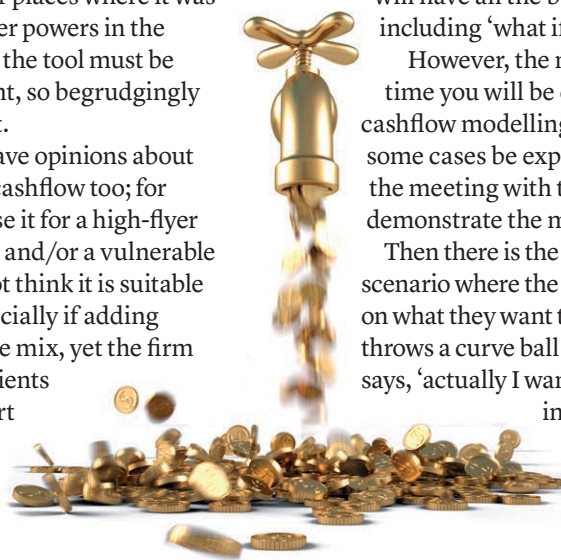 r places where it was
er powers in the
the tool must be
nt, so begrudgingly
t.
ave opinions about
cashflow too; for
se it for a high-flyer
and/or a vulnerable
ot think it is suitable
cially if adding
e mix, yet the firm
ients
rt
will have all the b
including ‘what if
However, the r
time you will be
cashflow modelling
some cases be exp
the meeting with t
demonstrate the m
Then there is the
scenario where the
on what they want t
throws a curve ball
says, ‘actually I wan
in